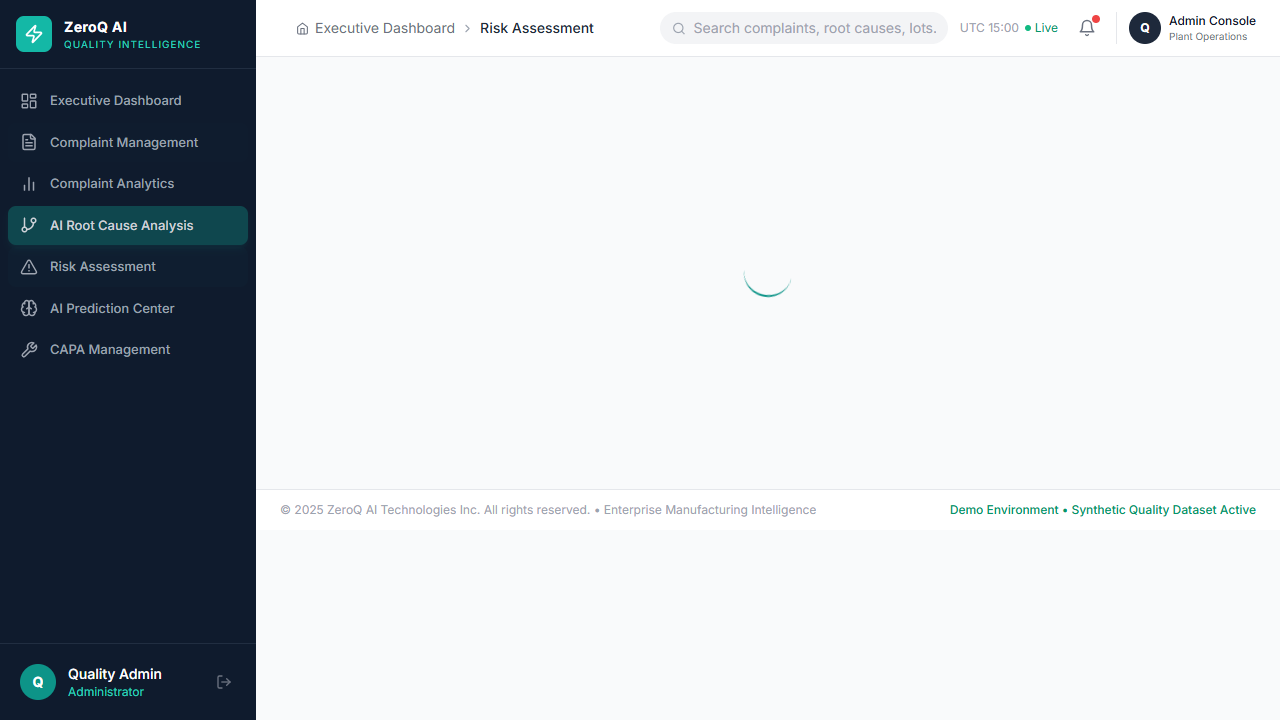 ZeroQ AI
QUALITY INTELLIGENCE
Executive Dashboard
Complaint Management
Complaint Analytics
AI Root Cause Analysis
Risk Assessment
AI Prediction Center
CAPA Management
Q
Quality Admin
Administrator
Executive Dashboard
Risk Assessment
Search complaints, root causes, lots.
UTC 15:00
Live
Q
Admin Console
Plant Operations
© 2025 ZeroQ AI Technologies Inc. All rights reserved. • Enterprise Manufacturing Intelligence
Demo Environment • Synthetic Quality Dataset Active